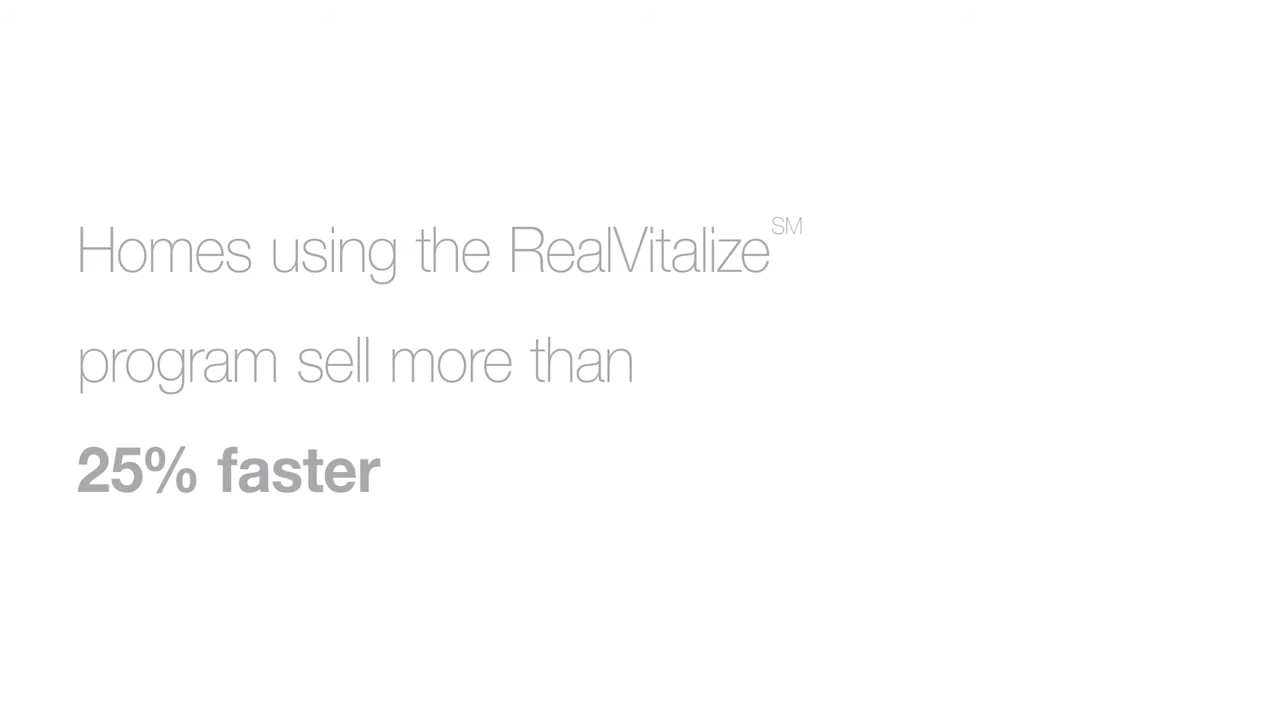 Homes using the RealVitalize℠
program sell more than
25% faster